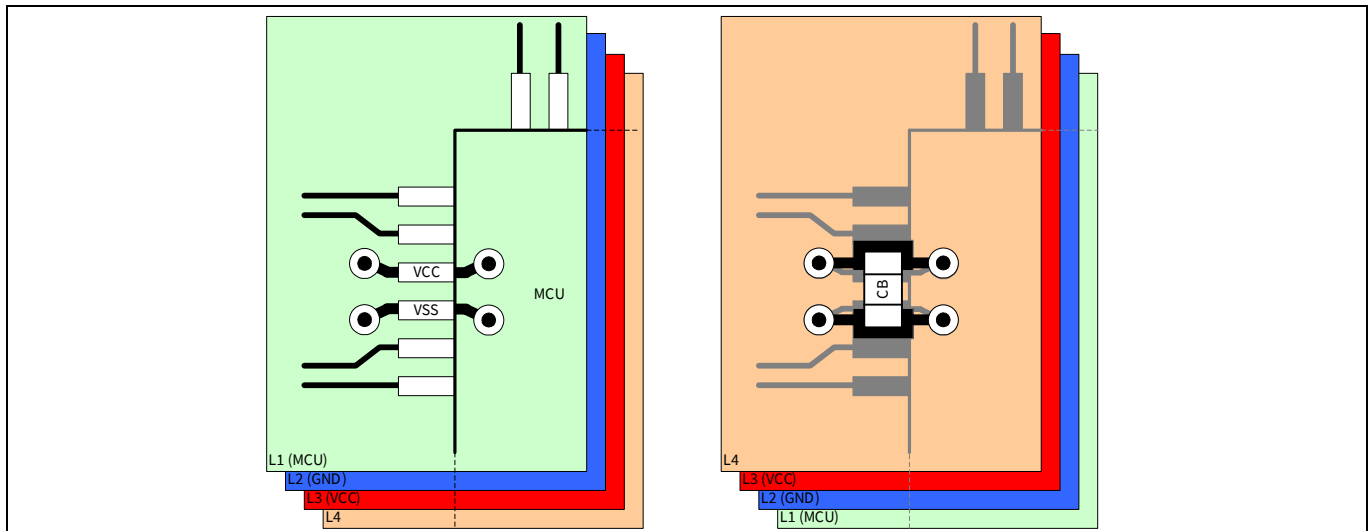 VCC
MCU
VSS
L1 (MCU)
L2 (GND)
L3 (VCC)
L4
CB
L4
L3 (VCC)
L2 (GND)
L1 (MCU)